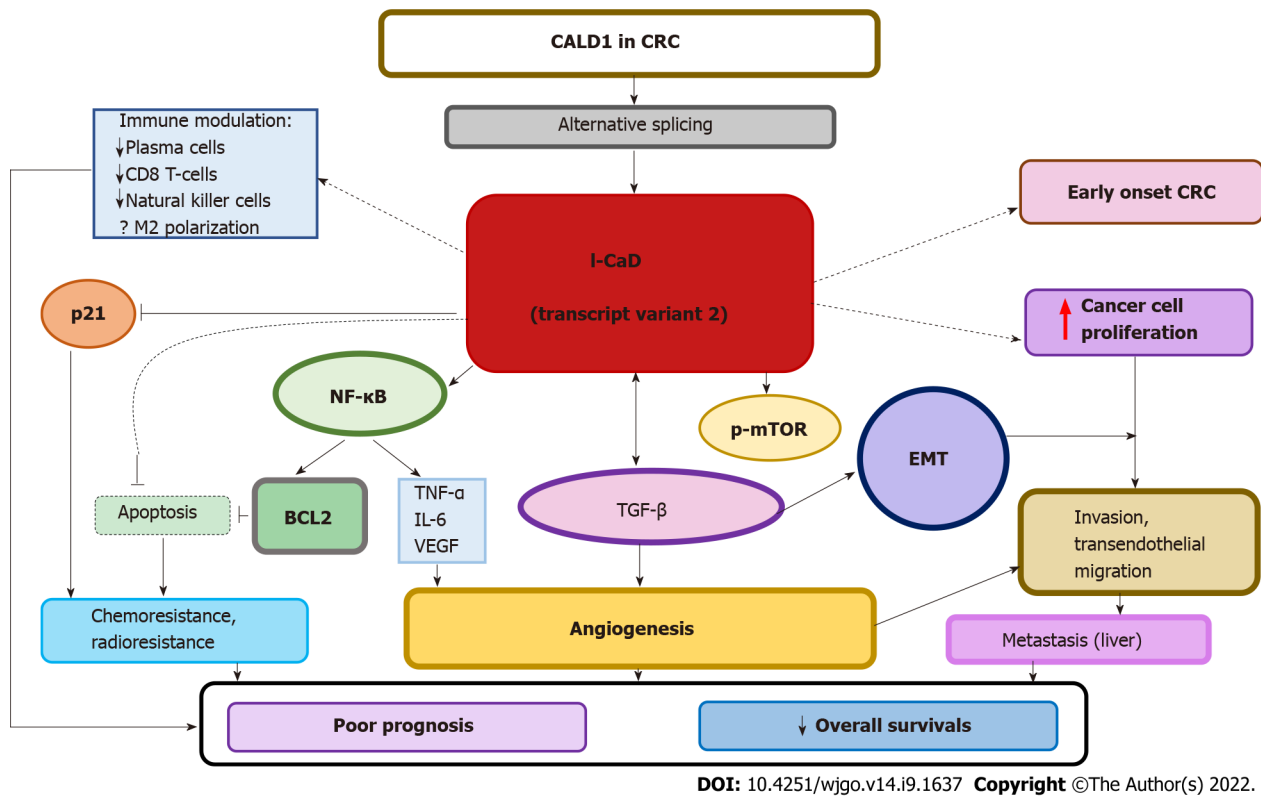 CALD1 in CRC
Alternative splicing
Immune modulation:
↓Plasma cells
↓CD8 T-cells
↓Natural killer cells
? M2 polarization
Early onset CRC
l-CaD
(transcript variant 2)
p21
↑ Cancer cell
proliferation
NF-κB
p-mTOR
EMT
Apoptosis
BCL2
TNF-α
IL-6
VEGF
TGF-β
Invasion,
transendothelial
migration
Chemoresistance,
radioresistance
Angiogenesis
Metastasis (liver)
Poor prognosis
↓ Overall survivals
DOI: 10.4251/wjgo.v14.i9.1637 Copyright ©The Author(s) 2022.